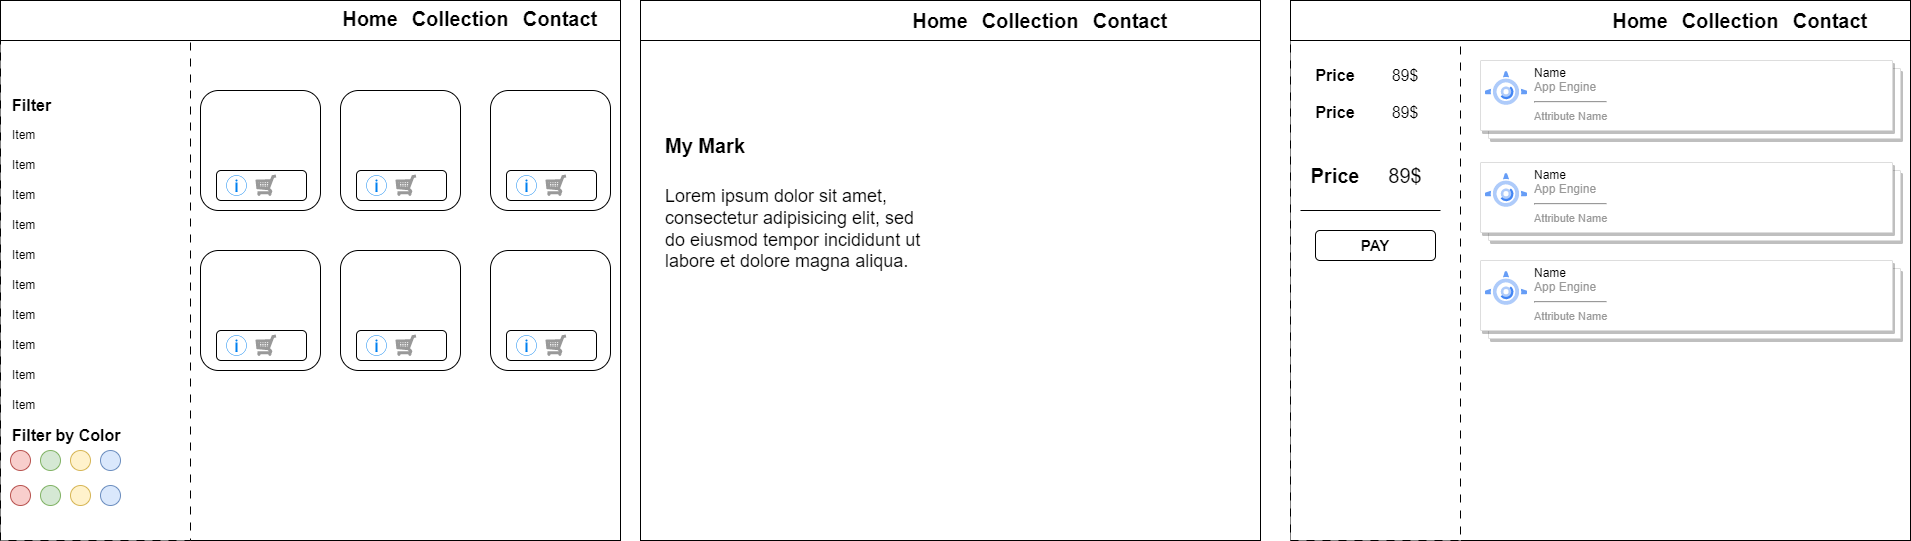 Home Collection Contact
Filter
Item
Item
Item
Item
Item
Item
Item
Item
Item
Item
Filter by Color
i
i
i
i
i
i
Home Collection Contact
My Mark
Lorem ipsum dolor sit amet,
consectetur adipisicing elit, sed
do eiusmod tempor incididunt ut
labore et dolore magna aliqua.
Home Collection Contact
Price 89$
Price 89$
Price 89$
PAY
Name
App Engine
Attribute Name
Name
App Engine
Attribute Name
Name
App Engine
Attribute Name